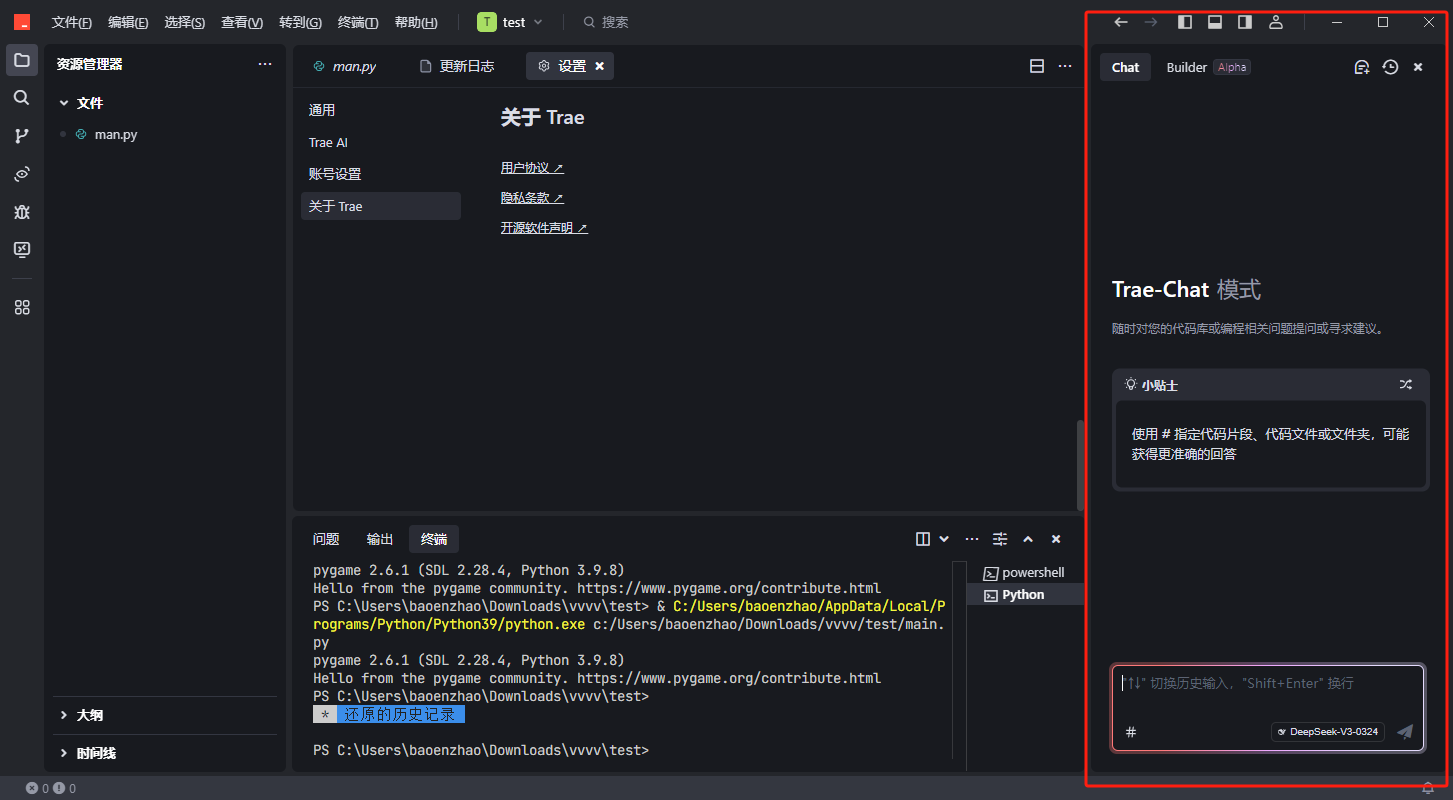 文件(F) 编辑(E) 选择(S) 查看(V) 转到(G) 终端(T) 帮助(H) T test 搜索
资源管理器
文件
man.py
大纲
时间线
man.py 更新日志 设置
通用
Trae AI
账号设置
关于 Trae
关于 Trae
用户协议 ↗
隐私条款 ↗
开源软件声明 ↗
问题 输出 终端
pygame 2.6.1 (SDL 2.28.4, Python 3.9.8)
Hello from the pygame community. https://www.pygame.org/contribute.html
PS C:\Users\baoenzhao\Downloads\vvvv\test> & C:/Users/baoenzhao/AppData/Local/P
rograms/Python/Python39/python.exe c:/Users/baoenzhao/Downloads/vvvv/test/main.
py
pygame 2.6.1 (SDL 2.28.4, Python 3.9.8)
Hello from the pygame community. https://www.pygame.org/contribute.html
PS C:\Users\baoenzhao\Downloads\vvvv\test>
* 还原的历史记录
PS C:\Users\baoenzhao\Downloads\vvvv\test>
powershell
Python
Chat Builder Alpha
Trae-Chat 模式
随时对您的代码库或编程相关问题提问或寻求建议。
小贴士
使用 # 指定代码片段、代码文件或文件夹，可能
获得更准确的回答
"↑↓" 切换历史输入，"Shift+Enter" 换行
# DeepSeek-V3-0324
0 0